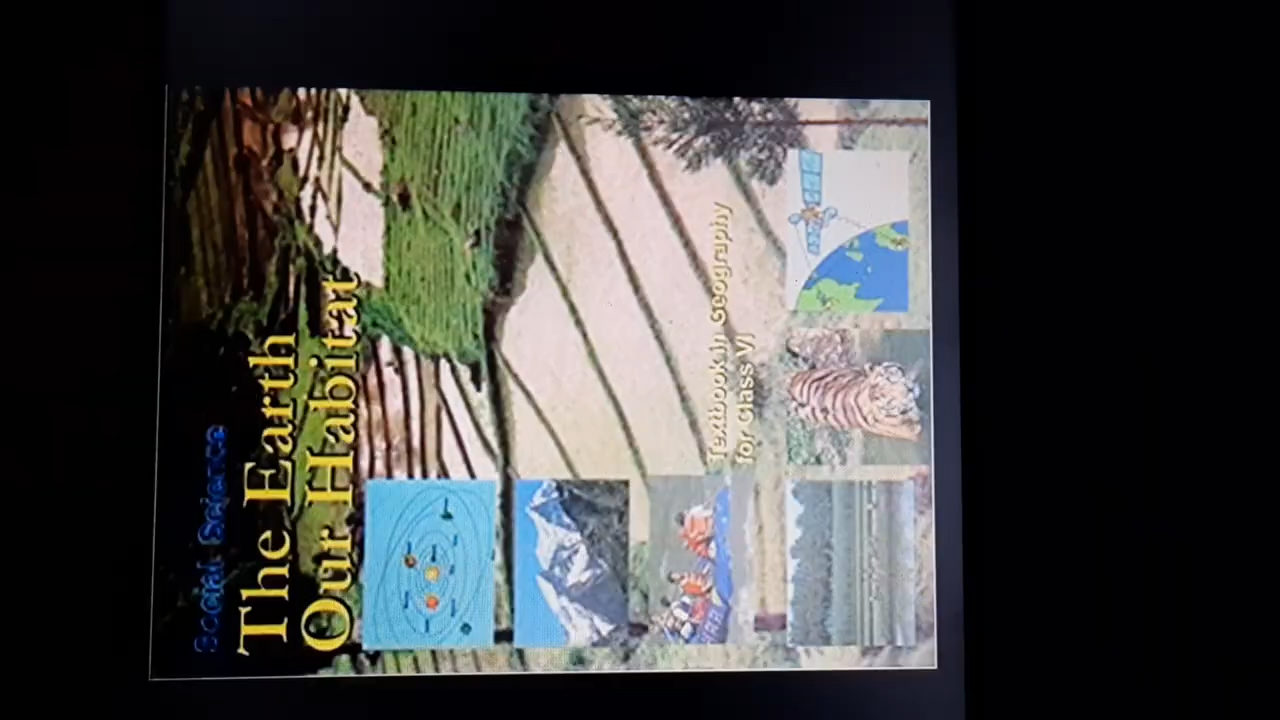 Social Science
The Earth
Our Habitat
Textbook in Geography
for Class VI